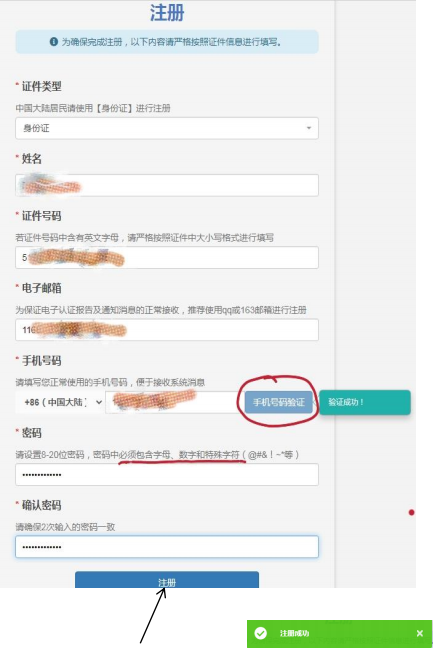 注册
为确保完成注册，以下内容请严格按照证件信息进行填写。
* 证件类型
中国大陆居民请使用【身份证】进行注册
身份证
* 姓名
* 证件号码
若证件号码中含有英文字母，请严格按照证件中大小写格式进行填写
5
* 电子邮箱
为保证电子认证报告及通知消息的正常接收，推荐使用qq或163邮箱进行注册
116
* 手机号码
请填写您正常使用的手机号码，便于接收系统消息
+86（中国大陆） 手机号码验证 验证成功！
* 密码
请设置8-20位密码，密码中必须包含字母、数字和特殊字符（@#&！~*等）
•••••••••••••
* 确认密码
请确保2次输入的密码一致
•••••••••••••
注册
注册成功 ×